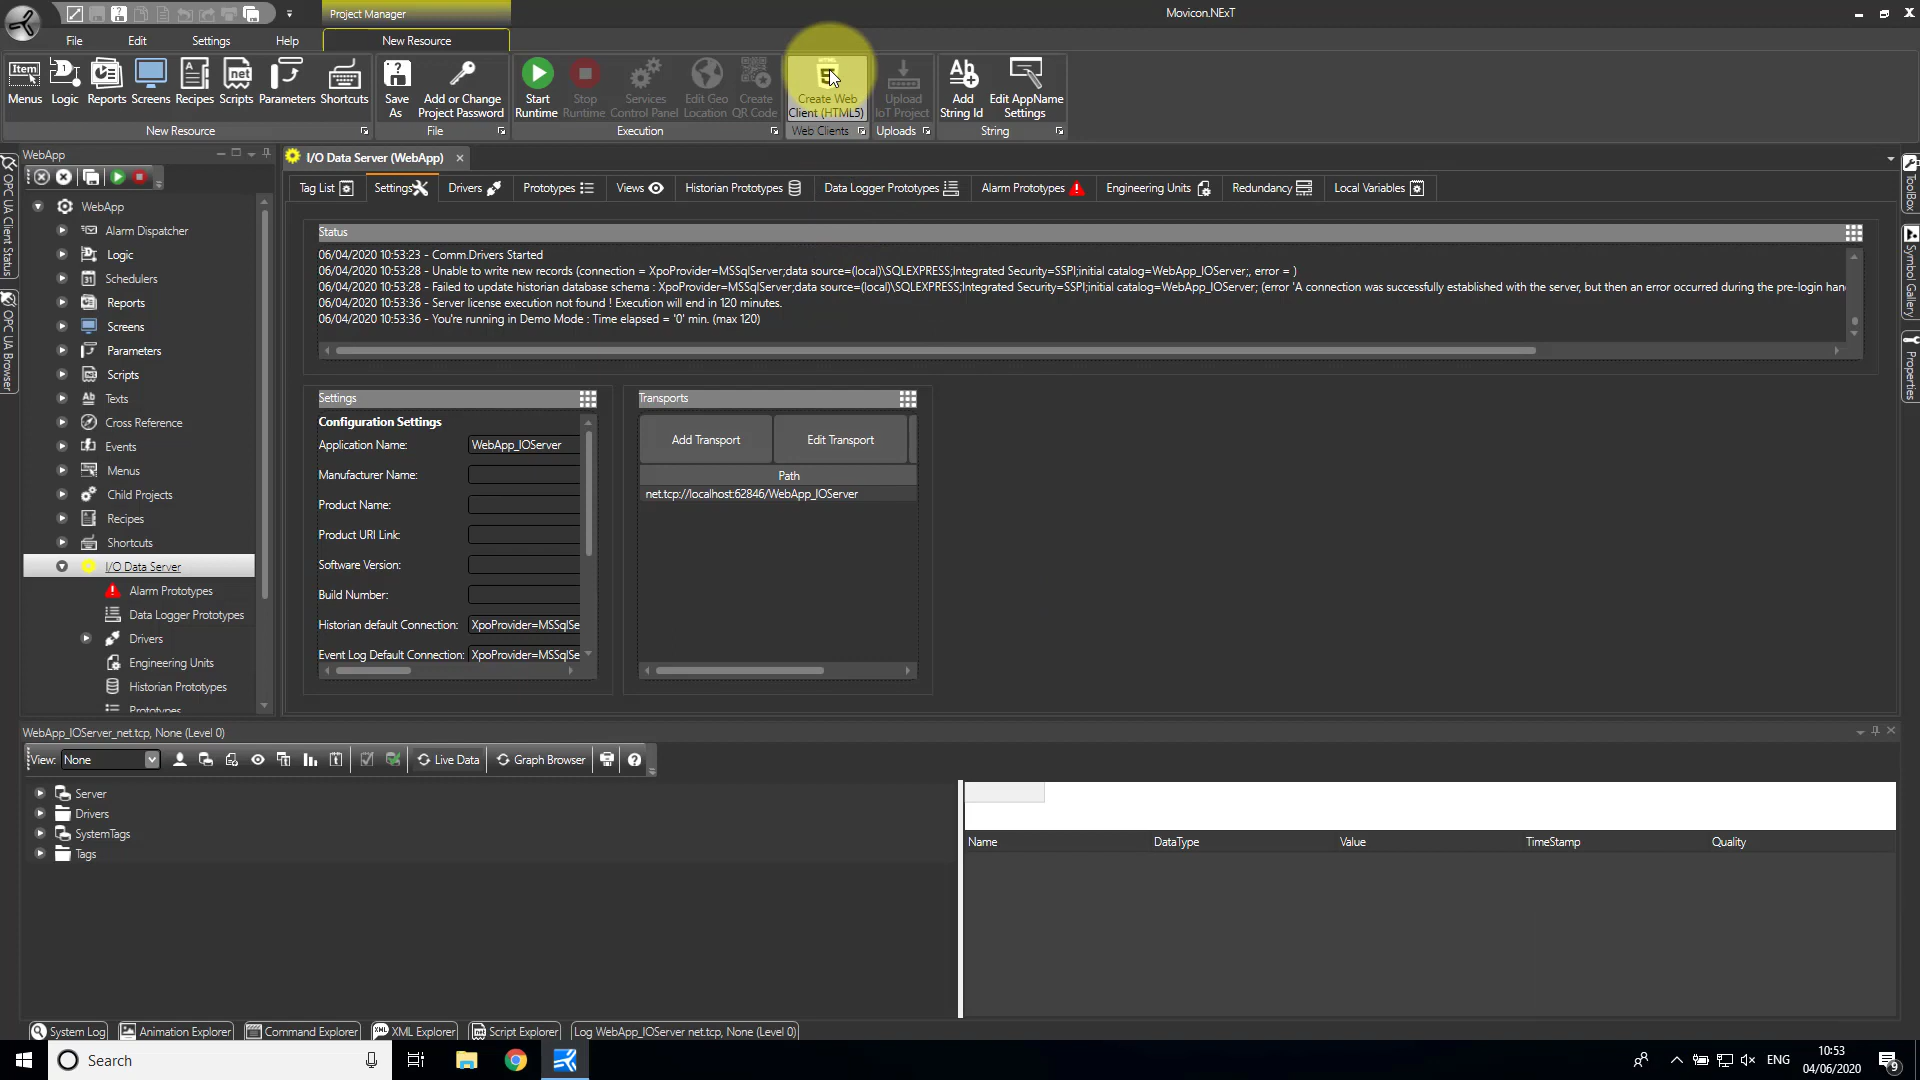 Project Manager
Movicon.NExT
File
Edit
Settings
Help
New Resource
Item
Menus
Logic
Reports
Screens
Recipes
Scripts
Parameters
Shortcuts
New Resource
Save As
Add or Change Project Password
File
Start Runtime
Stop Runtime
Services Control Panel
Edit Geo Location
Create QR Code
Execution
Create Web Client (HTML5)
Web Clients
Upload IoT Project
Uploads
Add String Id
Edit AppName Settings
String
WebApp
I/O Data Server (WebApp)
Tag List
Settings
Drivers
Prototypes
Views
Historian Prototypes
Data Logger Prototypes
Alarm Prototypes
Engineering Units
Redundancy
Local Variables
OPC UA Client Status
OPC UA Browser
ToolBox
Symbol Gallery
Properties
WebApp
Alarm Dispatcher
Logic
Schedulers
Reports
Screens
Parameters
Scripts
Texts
Cross Reference
Events
Menus
Child Projects
Recipes
Shortcuts
I/O Data Server
Alarm Prototypes
Data Logger Prototypes
Drivers
Engineering Units
Historian Prototypes
Prototypes
Status
06/04/2020 10:53:23 - Comm.Drivers Started
06/04/2020 10:53:28 - Unable to write new records (connection = XpoProvider=MSSqlServer;data source=(local)\SQLEXPRESS;Integrated Security=SSPI;initial catalog=WebApp_IOServer;, error = )
06/04/2020 10:53:28 - Failed to update historian database schema : XpoProvider=MSSqlServer;data source=(local)\SQLEXPRESS;Integrated Security=SSPI;initial catalog=WebApp_IOServer; (error 'A connection was successfully established with the server, but then an error occurred during the pre-login han
06/04/2020 10:53:36 - Server license execution not found ! Execution will end in 120 minutes.
06/04/2020 10:53:36 - You're running in Demo Mode : Time elapsed = '0' min. (max 120)
Settings
Configuration Settings
Application Name: WebApp_IOServer
Manufacturer Name:
Product Name:
Product URI Link:
Software Version:
Build Number:
Historian default Connection: XpoProvider=MSSqlSe
Event Log Default Connection: XpoProvider=MSSqlSe
Transports
Add Transport
Edit Transport
Path
net.tcp://localhost:62846/WebApp_IOServer
WebApp_IOServer_net.tcp, None (Level 0)
View: None
Live Data
Graph Browser
Server
Drivers
SystemTags
Tags
Name DataType Value TimeStamp Quality
System Log
Animation Explorer
Command Explorer
XML Explorer
Script Explorer
Log WebApp_IOServer net.tcp, None (Level 0)
Search
ENG
10:53
04/06/2020
9